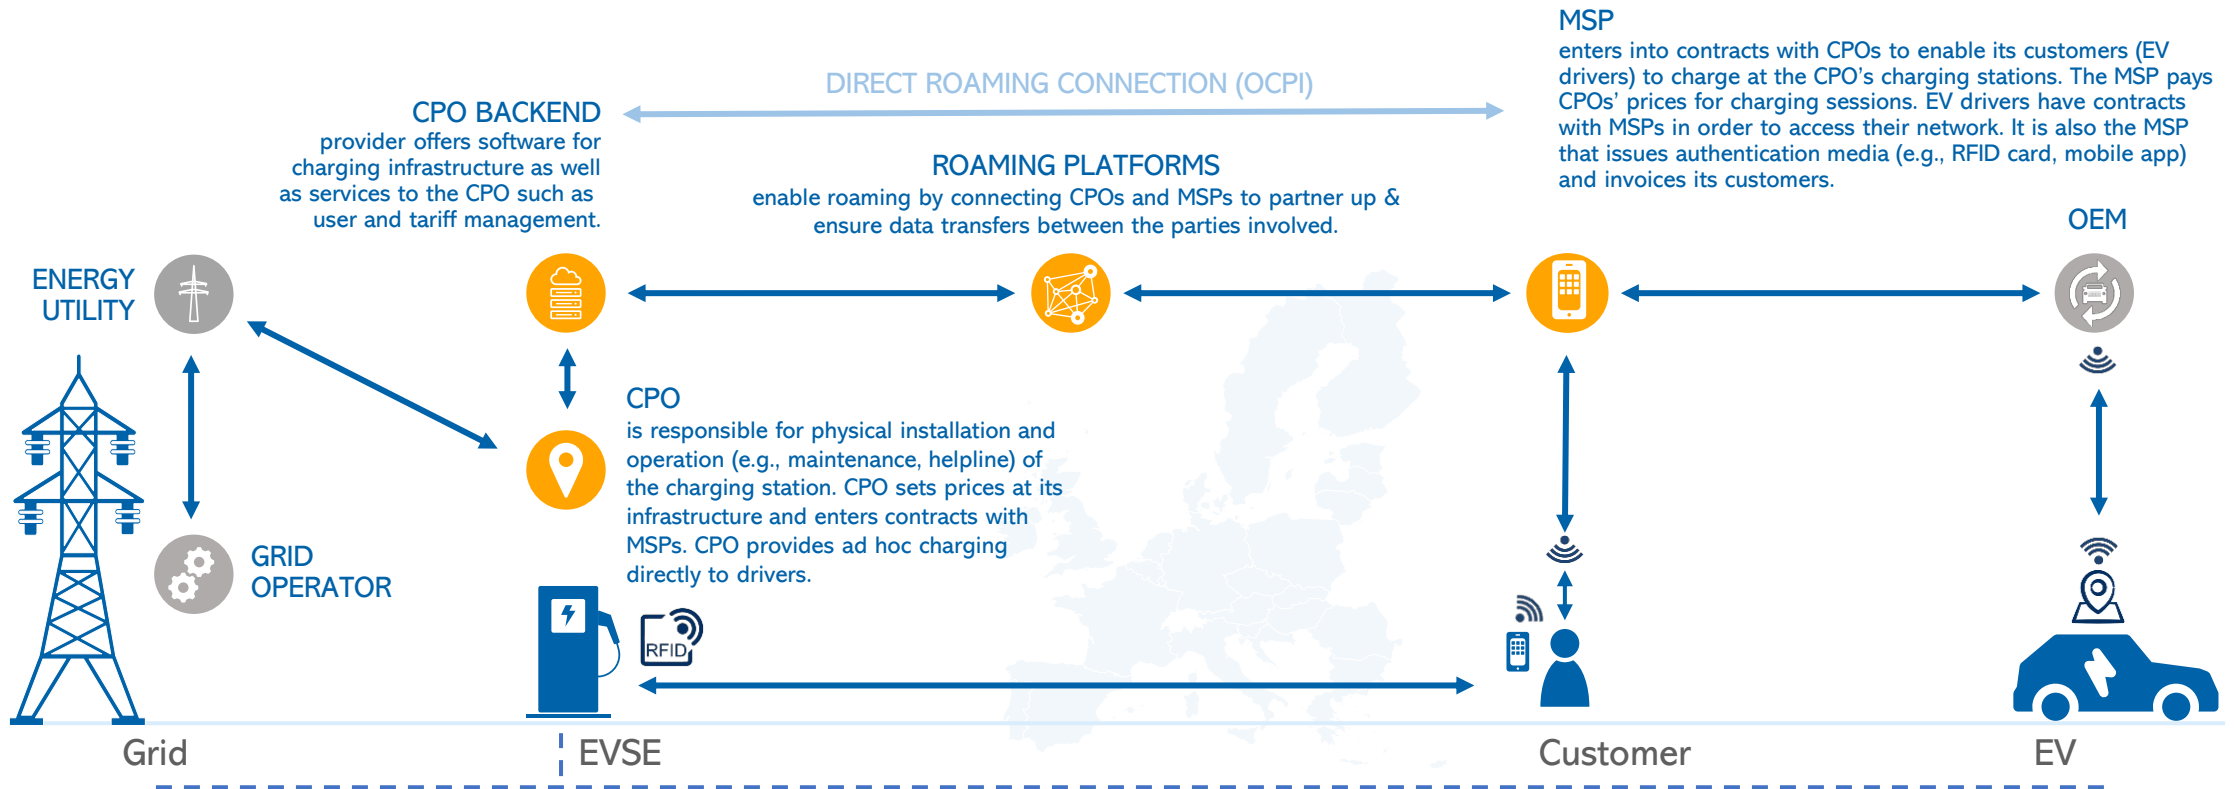 MSP
enters into contracts with CPOs to enable its customers (EV
drivers) to charge at the CPO's charging stations. The MSP pays
CPOs' prices for charging sessions. EV drivers have contracts
with MSPs in order to access their network. It is also the MSP
that issues authentication media (e.g., RFID card, mobile app)
and invoices its customers.
DIRECT ROAMING CONNECTION (OCPI)
CPO BACKEND
provider offers software for
charging infrastructure as well
as services to the CPO such as
user and tariff management.
ROAMING PLATFORMS
enable roaming by connecting CPOs and MSPs to partner up &
ensure data transfers between the parties involved.
OEM
ENERGY
UTILITY
CPO
is responsible for physical installation and
operation (e.g., maintenance, helpline) of
the charging station. CPO sets prices at its
infrastructure and enters contracts with
MSPs. CPO provides ad hoc charging
directly to drivers.
GRID
OPERATOR
RFID
Grid
EVSE
Customer
EV